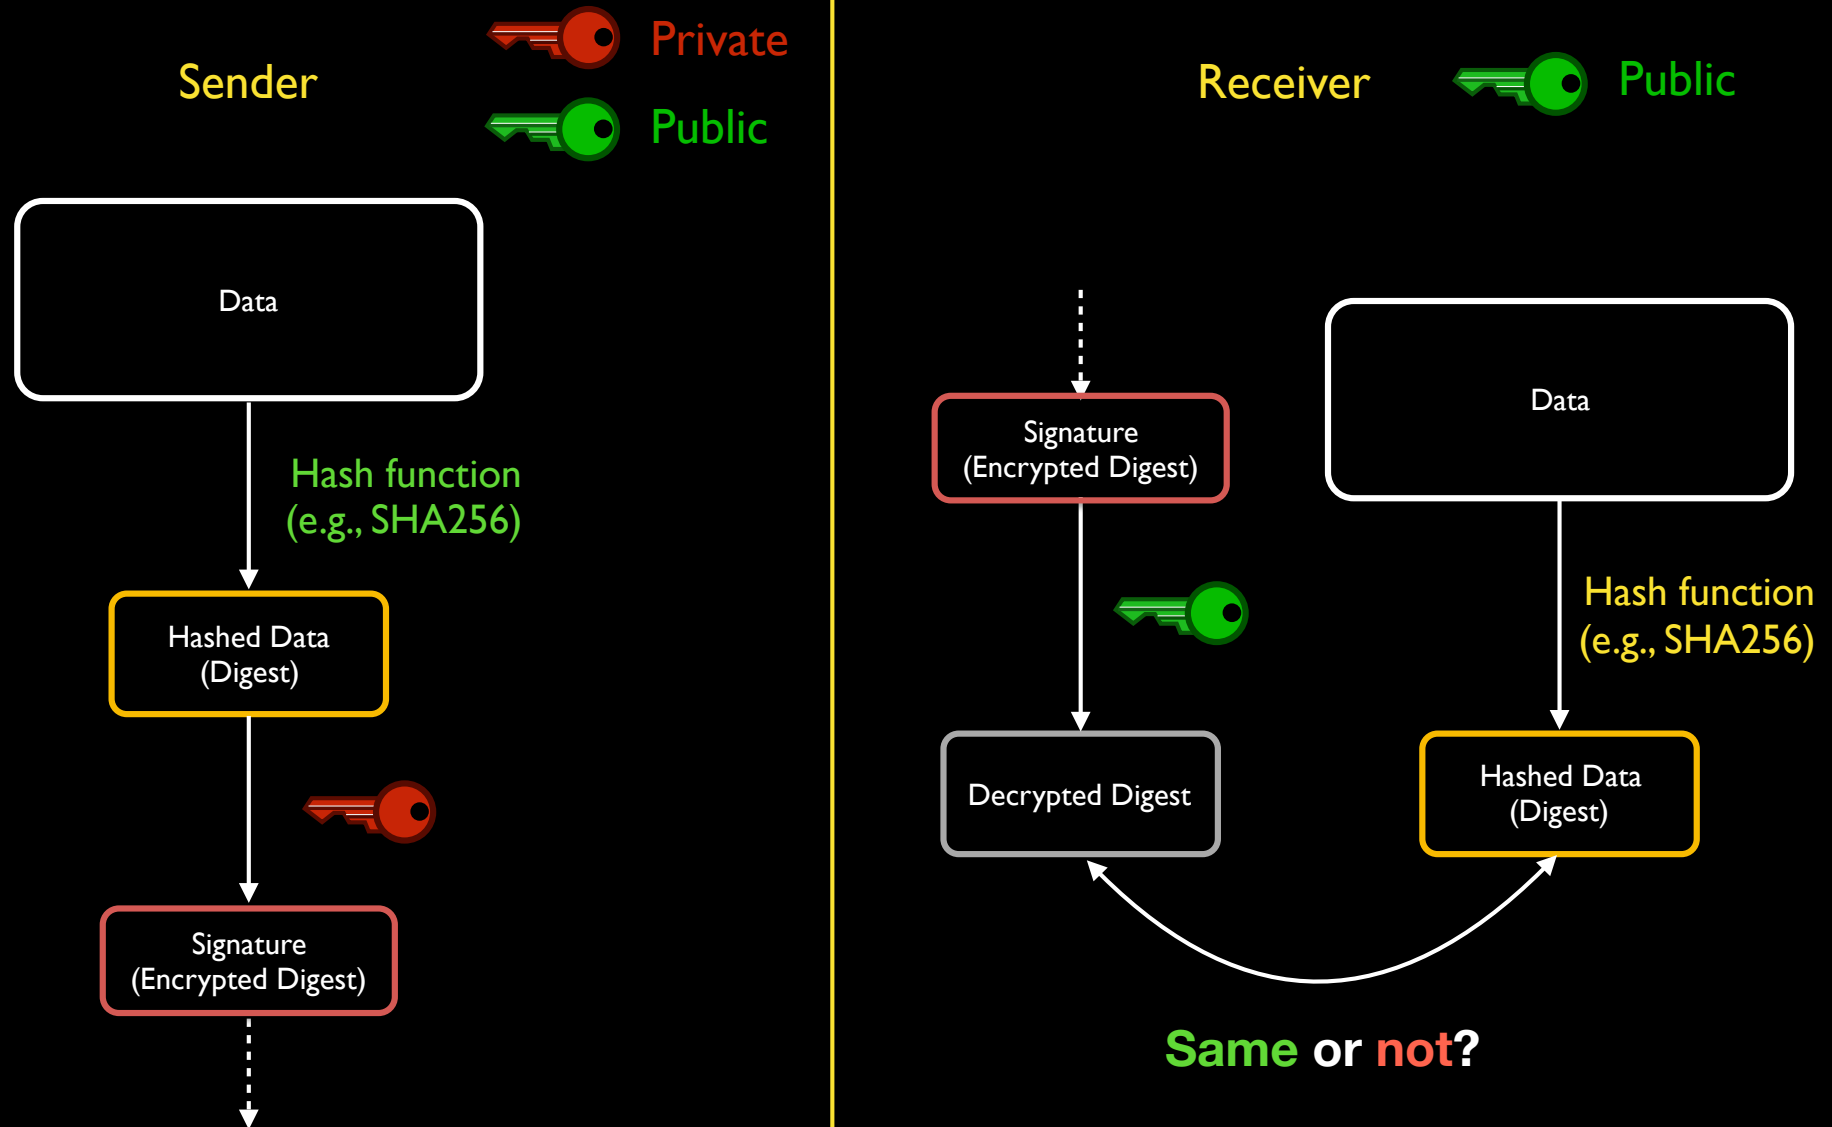 Sender
Private
Public
Data
Hash function
(e.g., SHA256)
Hashed Data
(Digest)
Signature
(Encrypted Digest)
Receiver
Public
Signature
(Encrypted Digest)
Data
Hash function
(e.g., SHA256)
Decrypted Digest
Hashed Data
(Digest)
Same or not?